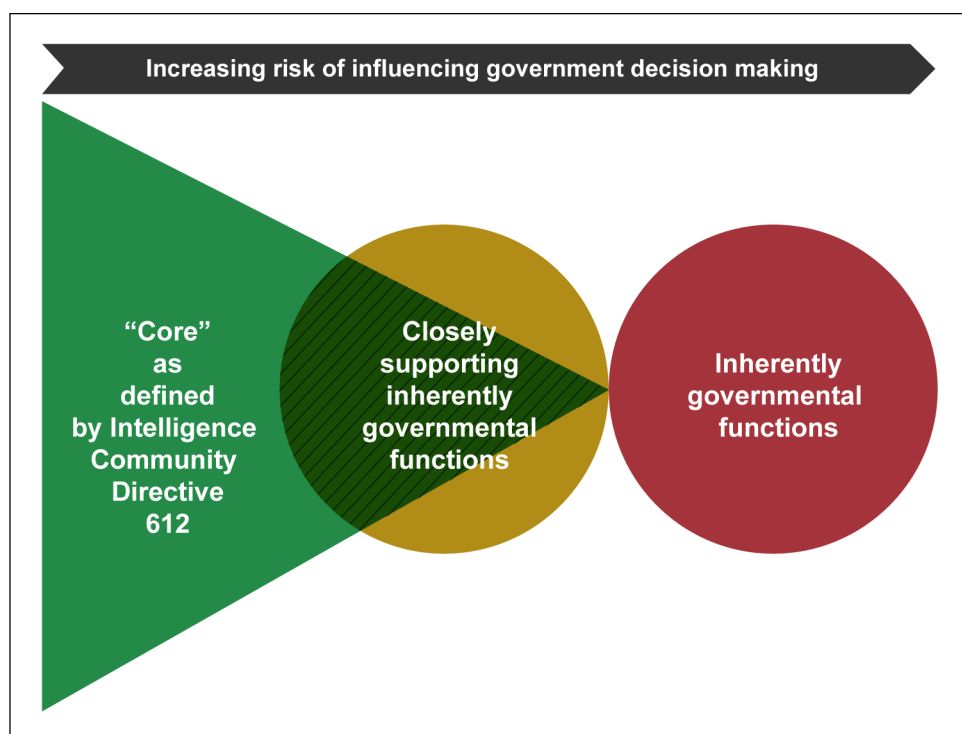 Increasing risk of influencing government decision making
“Core”
as
defined
by Intelligence
Community
Directive
612
Closely
supporting
inherently
governmental
functions
Inherently
governmental
functions